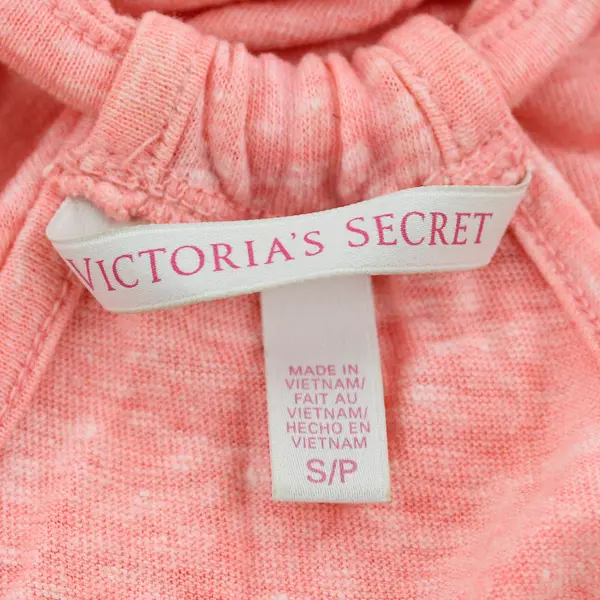 VICTORIA'S SECRET
MADE IN
VIETNAM/
FAIT AU
VIETNAM/
HECHO EN
VIETNAM
S/P